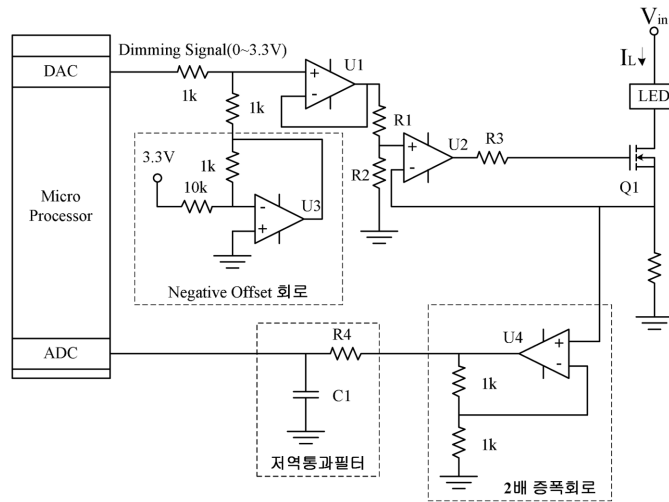 V_in
I_L↓
LED
DAC
Dimming Signal(0~3.3V)
+
-
U1
1k
1k
R1
+
-
U2
R3
R2
Q1
Micro
Processor
3.3V
1k
10k
-
+
U3
Negative Offset 회로
ADC
R4
U4
+
-
C1
1k
1k
저역통과필터
2배 증폭회로